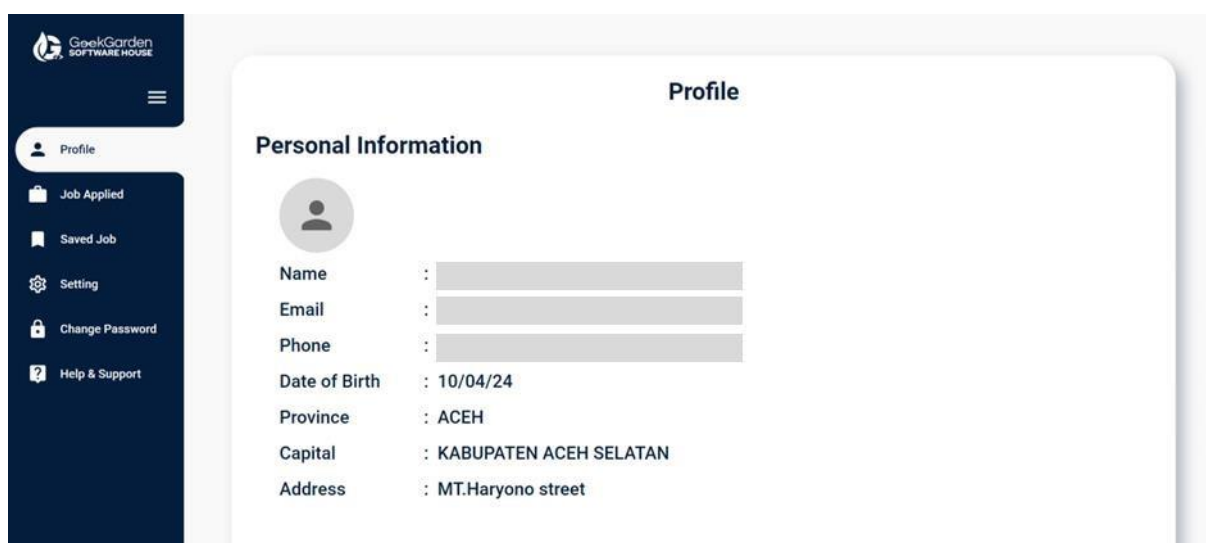 GeekGarden
SOFTWARE HOUSE
Profile
Job Applied
Saved Job
Setting
Change Password
Help & Support
Profile
Personal Information
Name :
Email :
Phone :
Date of Birth : 10/04/24
Province : ACEH
Capital : KABUPATEN ACEH SELATAN
Address : MT.Haryono street